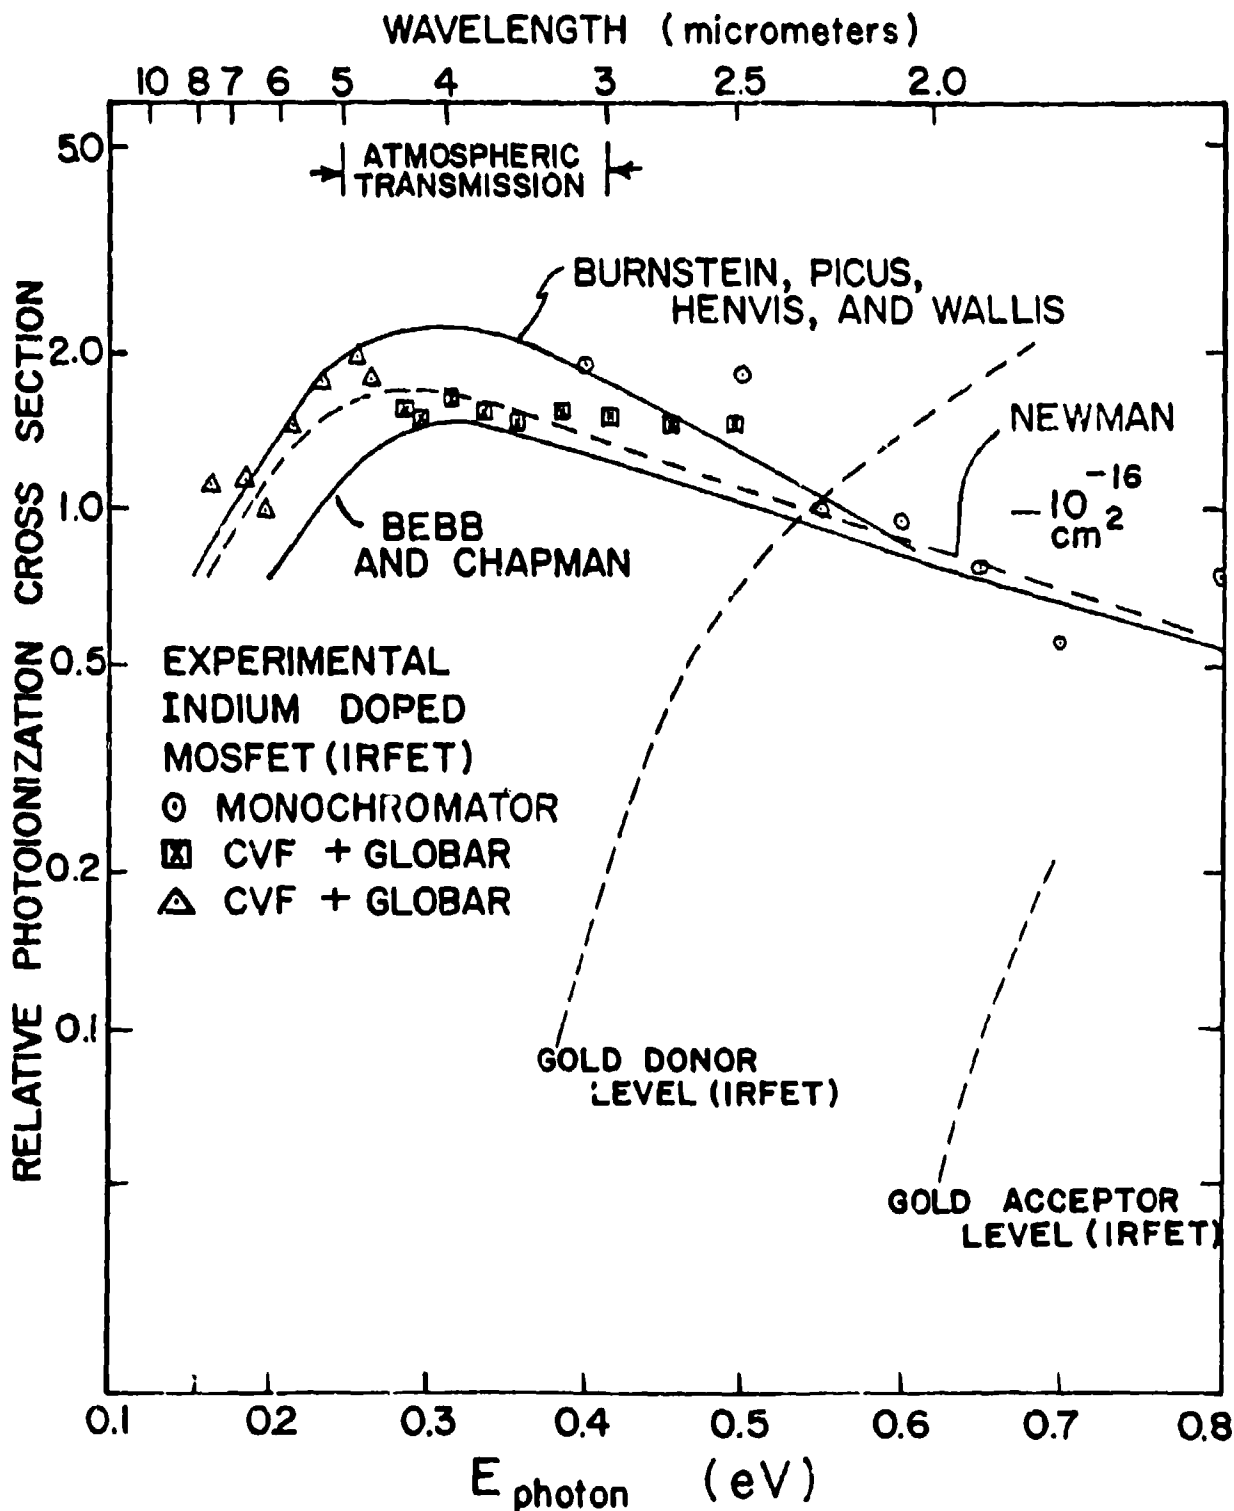 WAVELENGTH (micrometers)
10 8 7 6 5 4 3 2.5 2.0
5.0
ATMOSPHERIC
TRANSMISSION
BURNSTEIN, PICUS,
HENVIS, AND WALLIS
2.0
NEWMAN
-10^-16
cm^2
1.0
BEBB
AND CHAPMAN
0.5
EXPERIMENTAL
INDIUM DOPED
MOSFET (IRFET)
MONOCHROMATOR
CVF + GLOBAR
CVF + GLOBAR
0.2
0.1
GOLD DONOR
LEVEL (IRFET)
GOLD ACCEPTOR
LEVEL (IRFET)
RELATIVE PHOTOIONIZATION CROSS SECTION
0.1 0.2 0.3 0.4 0.5 0.6 0.7 0.8
E photon (eV)